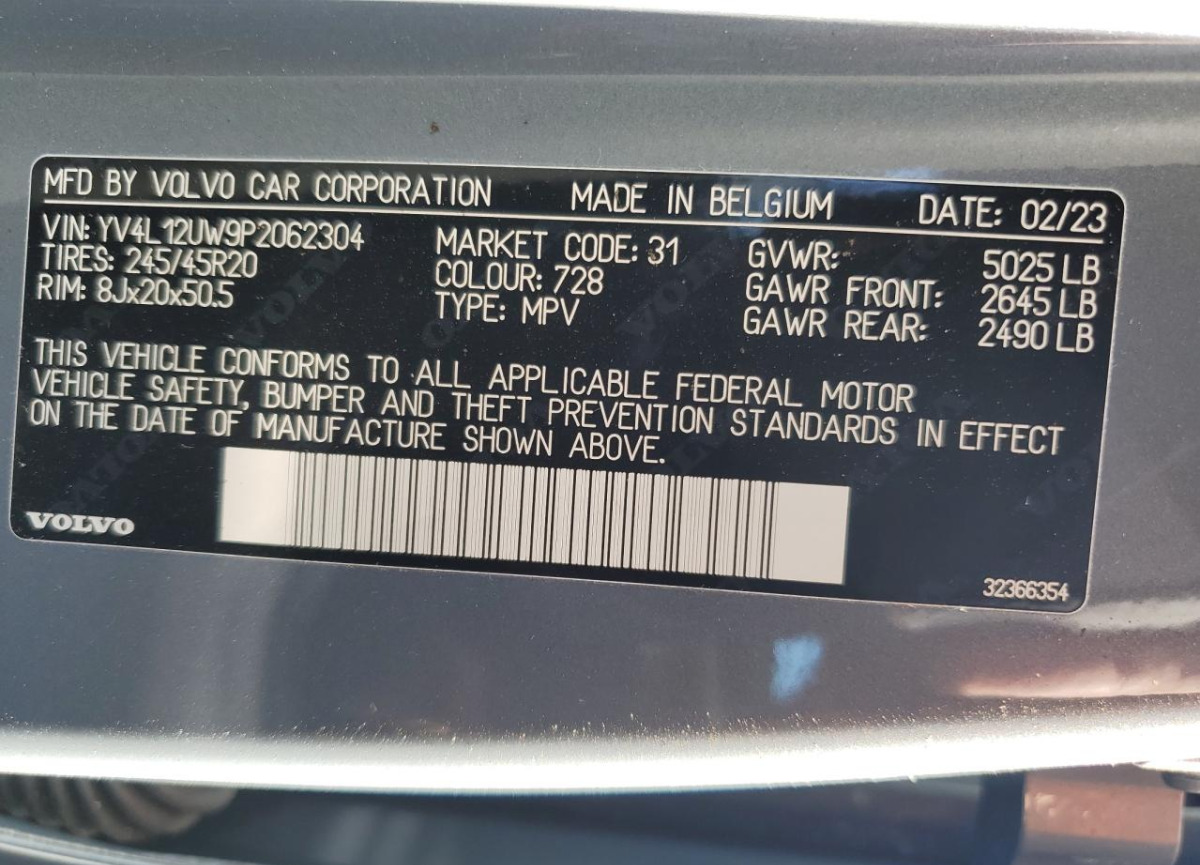 MFD BY VOLVO CAR CORPORATION MADE IN BELGIUM DATE: 02/23
VIN: YV4L12UW9P2062304 MARKET CODE: 31 GVWR: 5025 LB
TIRES: 245/45R20 COLOUR: 728 GAWR FRONT: 2645 LB
RIM: 8Jx20x50.5 TYPE: MPV GAWR REAR: 2490 LB
THIS VEHICLE CONFORMS TO ALL APPLICABLE FEDERAL MOTOR
VEHICLE SAFETY, BUMPER AND THEFT PREVENTION STANDARDS IN EFFECT
ON THE DATE OF MANUFACTURE SHOWN ABOVE.
VOLVO
32366354